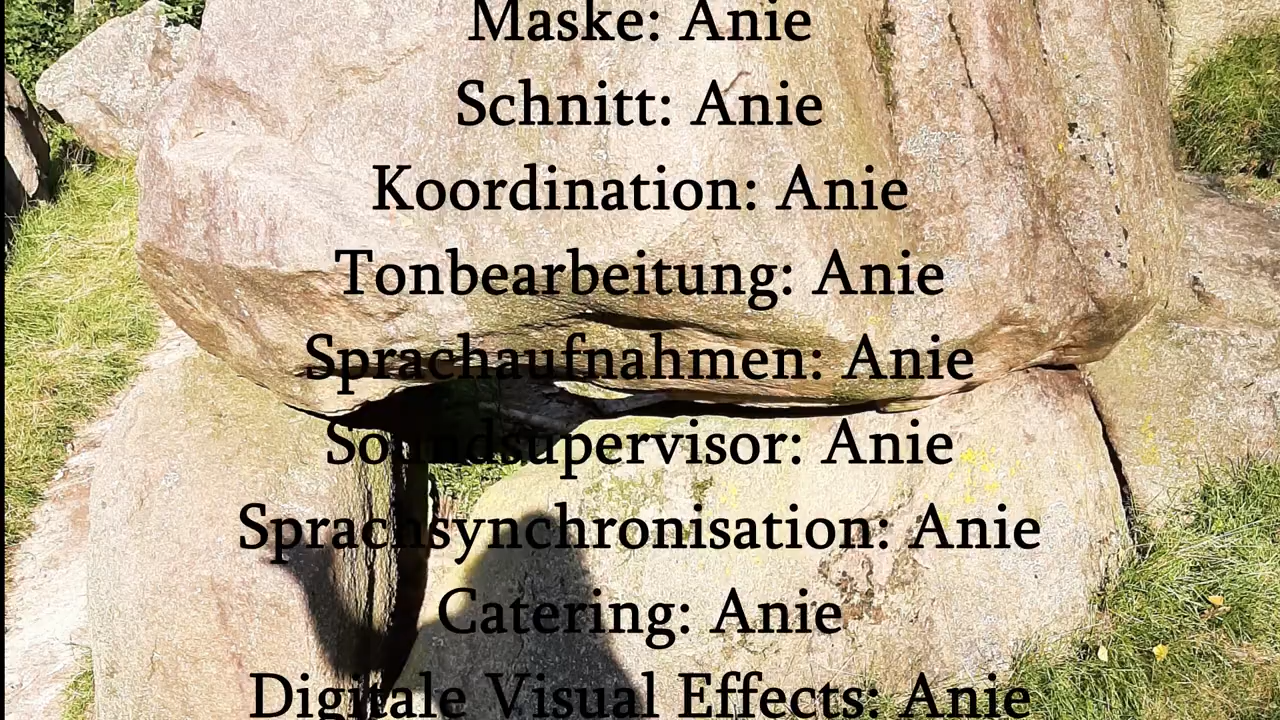 Maske: Anie
Schnitt: Anie
Koordination: Anie
Tonbearbeitung: Anie
Sprachaufnahmen: Anie
Soundsupervisor: Anie
Sprachsynchronisation: Anie
Catering: Anie
Digitale Visual Effects: Anie